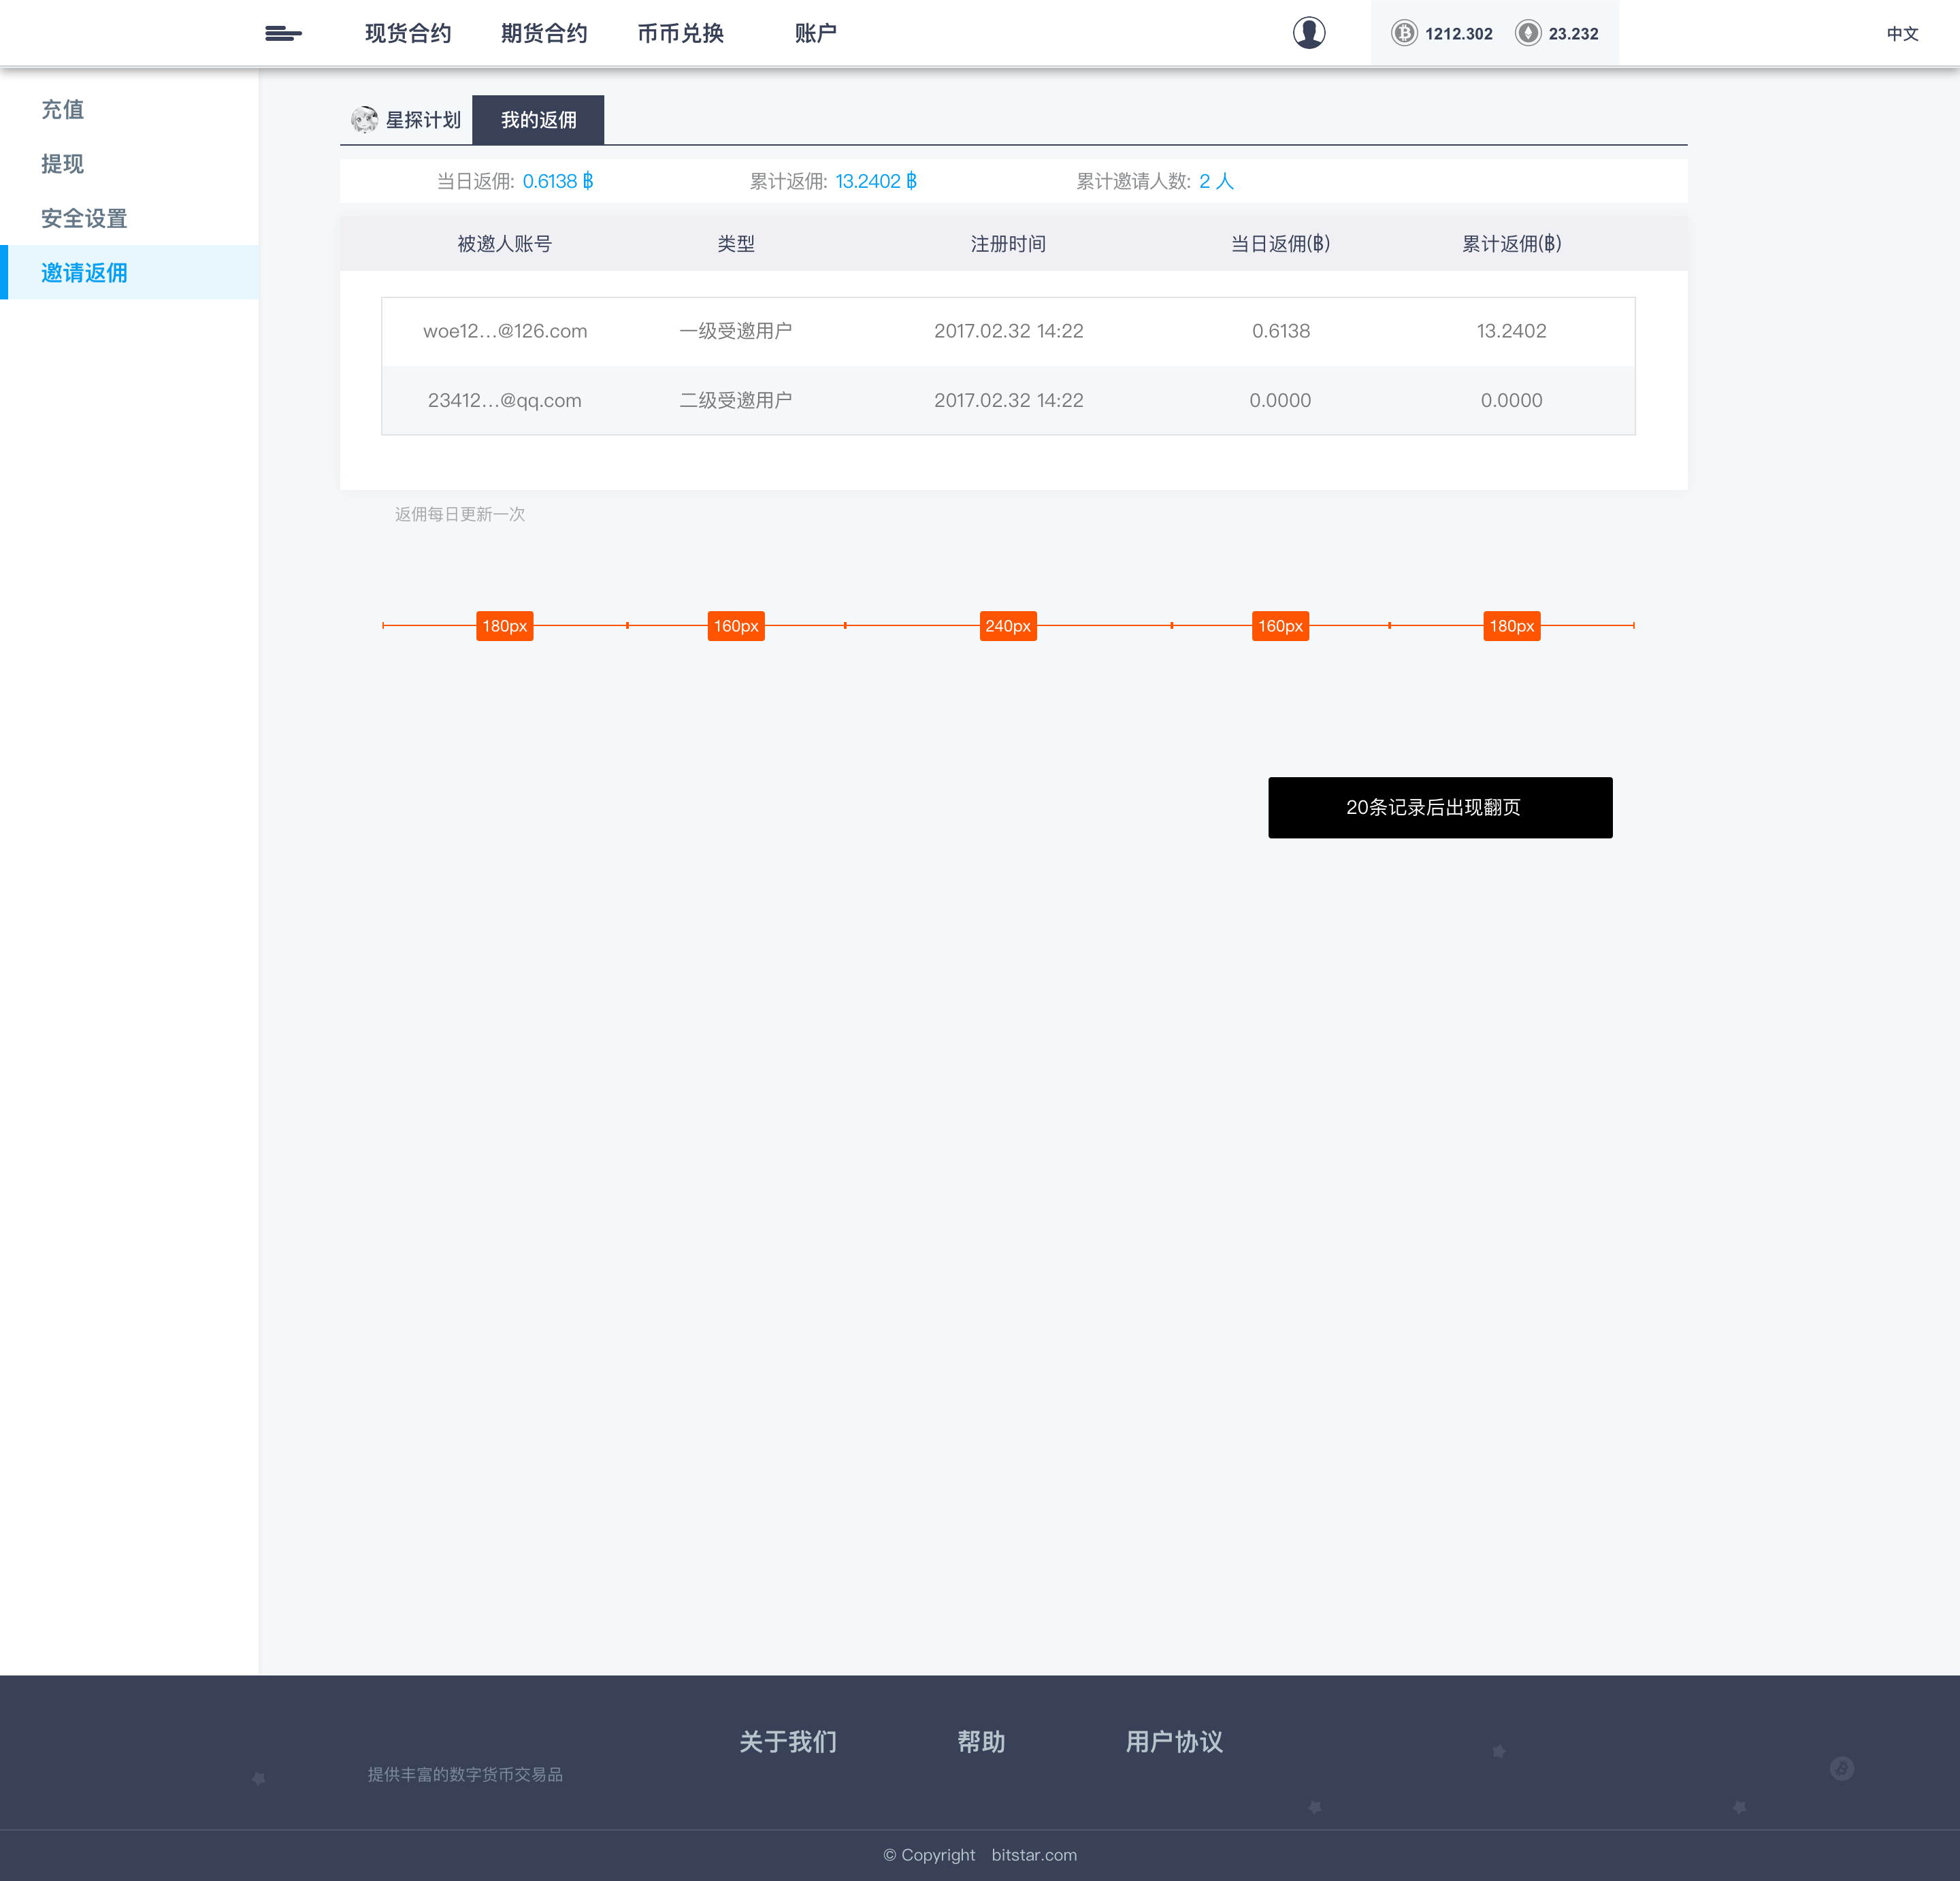 现货合约 期货合约 币币兑换 账户 1212.302 23.232 中文
充值
提现
安全设置
邀请返佣
星探计划 我的返佣
当日返佣: 0.6138 ฿ 累计返佣: 13.2402 ฿ 累计邀请人数: 2 人
被邀人账号 类型 注册时间 当日返佣(฿) 累计返佣(฿)
woe12...@126.com 一级受邀用户 2017.02.32 14:22 0.6138 13.2402
23412...@qq.com 二级受邀用户 2017.02.32 14:22 0.0000 0.0000
返佣每日更新一次
180px 160px 240px 160px 180px
20条记录后出现翻页
关于我们 帮助 用户协议
提供丰富的数字货币交易品
© Copyright bitstar.com